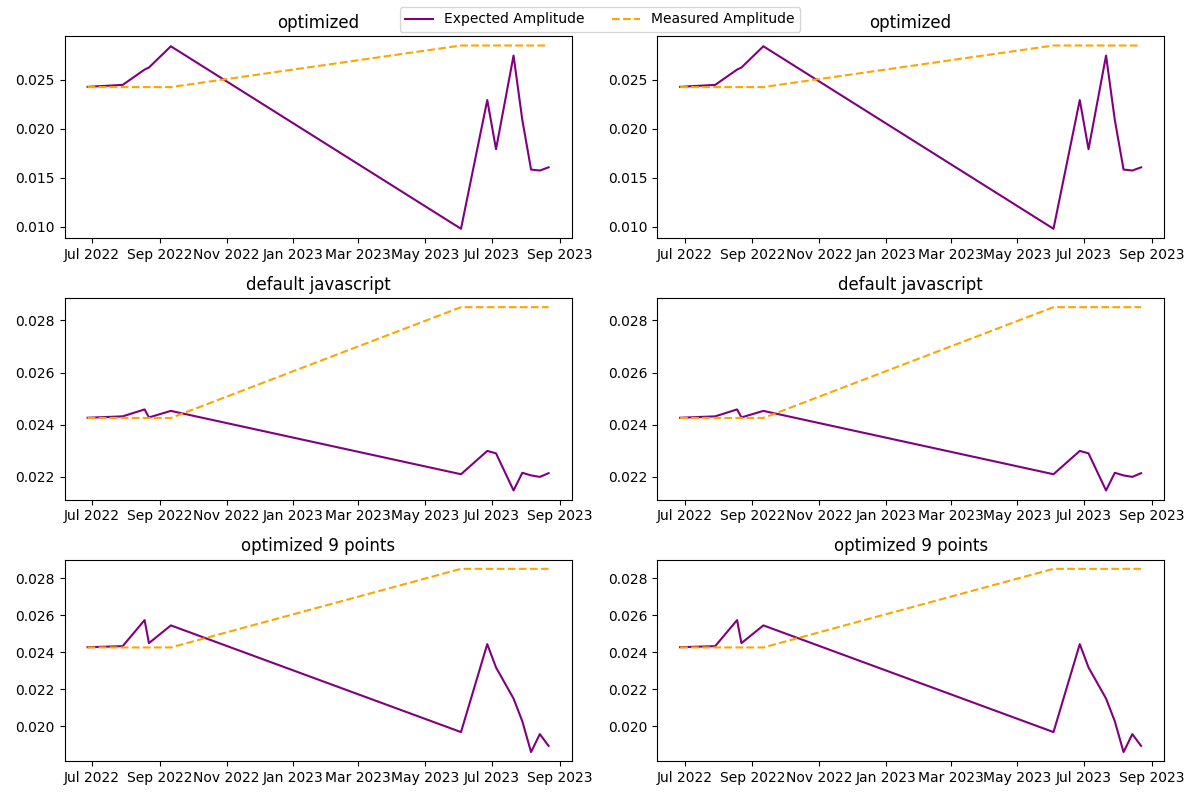 Expected Amplitude Measured Amplitude
optimized optimized
0.025 0.025
0.020 0.020
0.015 0.015
0.010 0.010
Jul 2022 Sep 2022 Nov 2022 Jan 2023 Mar 2023 May 2023 Jul 2023 Sep 2023 Jul 2022 Sep 2022 Nov 2022 Jan 2023 Mar 2023 May 2023 Jul 2023 Sep 2023
default javascript default javascript
0.028 0.028
0.026 0.026
0.024 0.024
0.022 0.022
Jul 2022 Sep 2022 Nov 2022 Jan 2023 Mar 2023 May 2023 Jul 2023 Sep 2023 Jul 2022 Sep 2022 Nov 2022 Jan 2023 Mar 2023 May 2023 Jul 2023 Sep 2023
optimized 9 points optimized 9 points
0.028 0.028
0.026 0.026
0.024 0.024
0.022 0.022
0.020 0.020
Jul 2022 Sep 2022 Nov 2022 Jan 2023 Mar 2023 May 2023 Jul 2023 Sep 2023 Jul 2022 Sep 2022 Nov 2022 Jan 2023 Mar 2023 May 2023 Jul 2023 Sep 2023